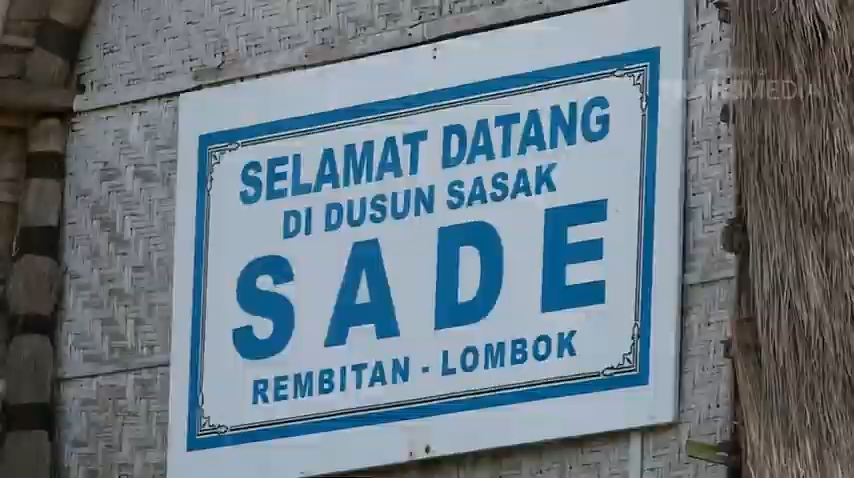 SELAMAT DATANG
DI DUSUN SASAK
SADE
REMBITAN - LOMBOK